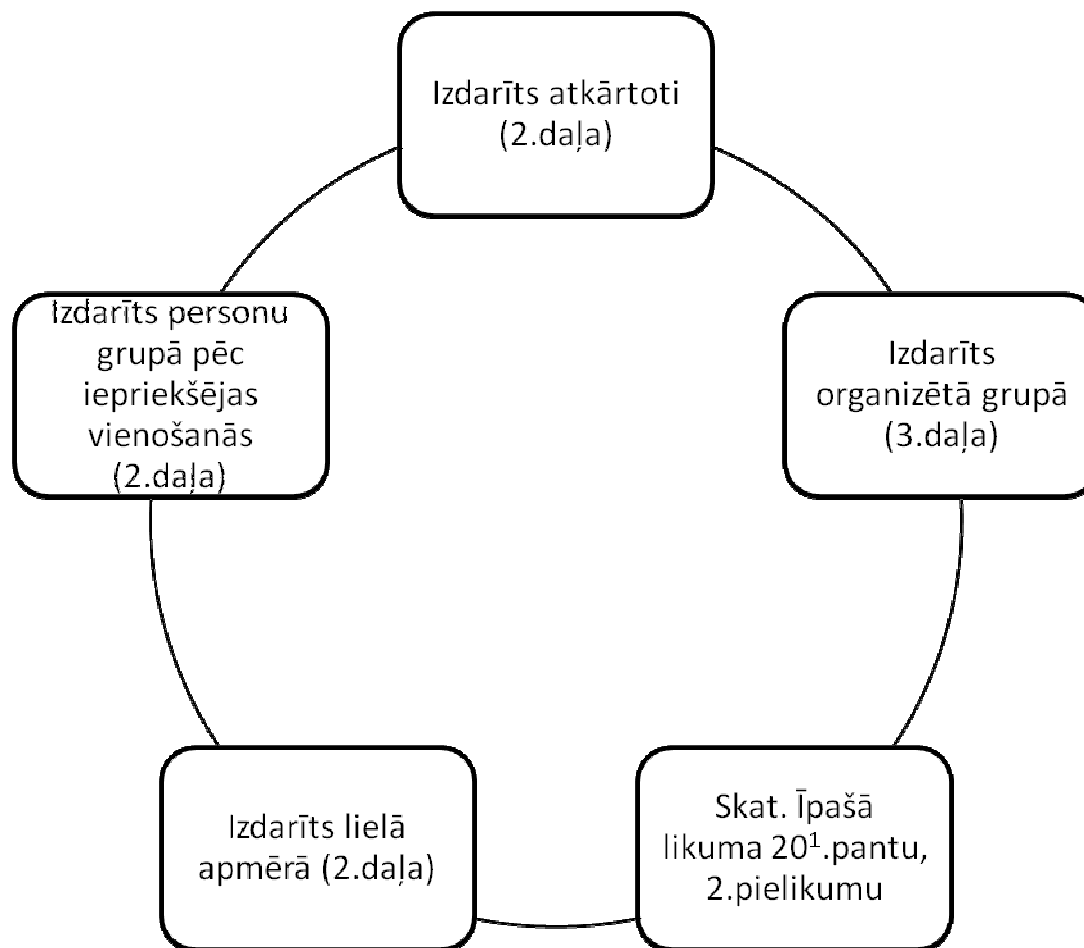 Izdarīts atkārtoti
(2.daļa)
Izdarīts personu
grupā pēc
iepriekšējas
vienošanās
(2.daļa)
Izdarīts
organizētā grupā
(3.daļa)
Izdarīts lielā
apmērā (2.daļa)
Skat. Īpašā
likuma 20¹.pantu,
2.pielikumu